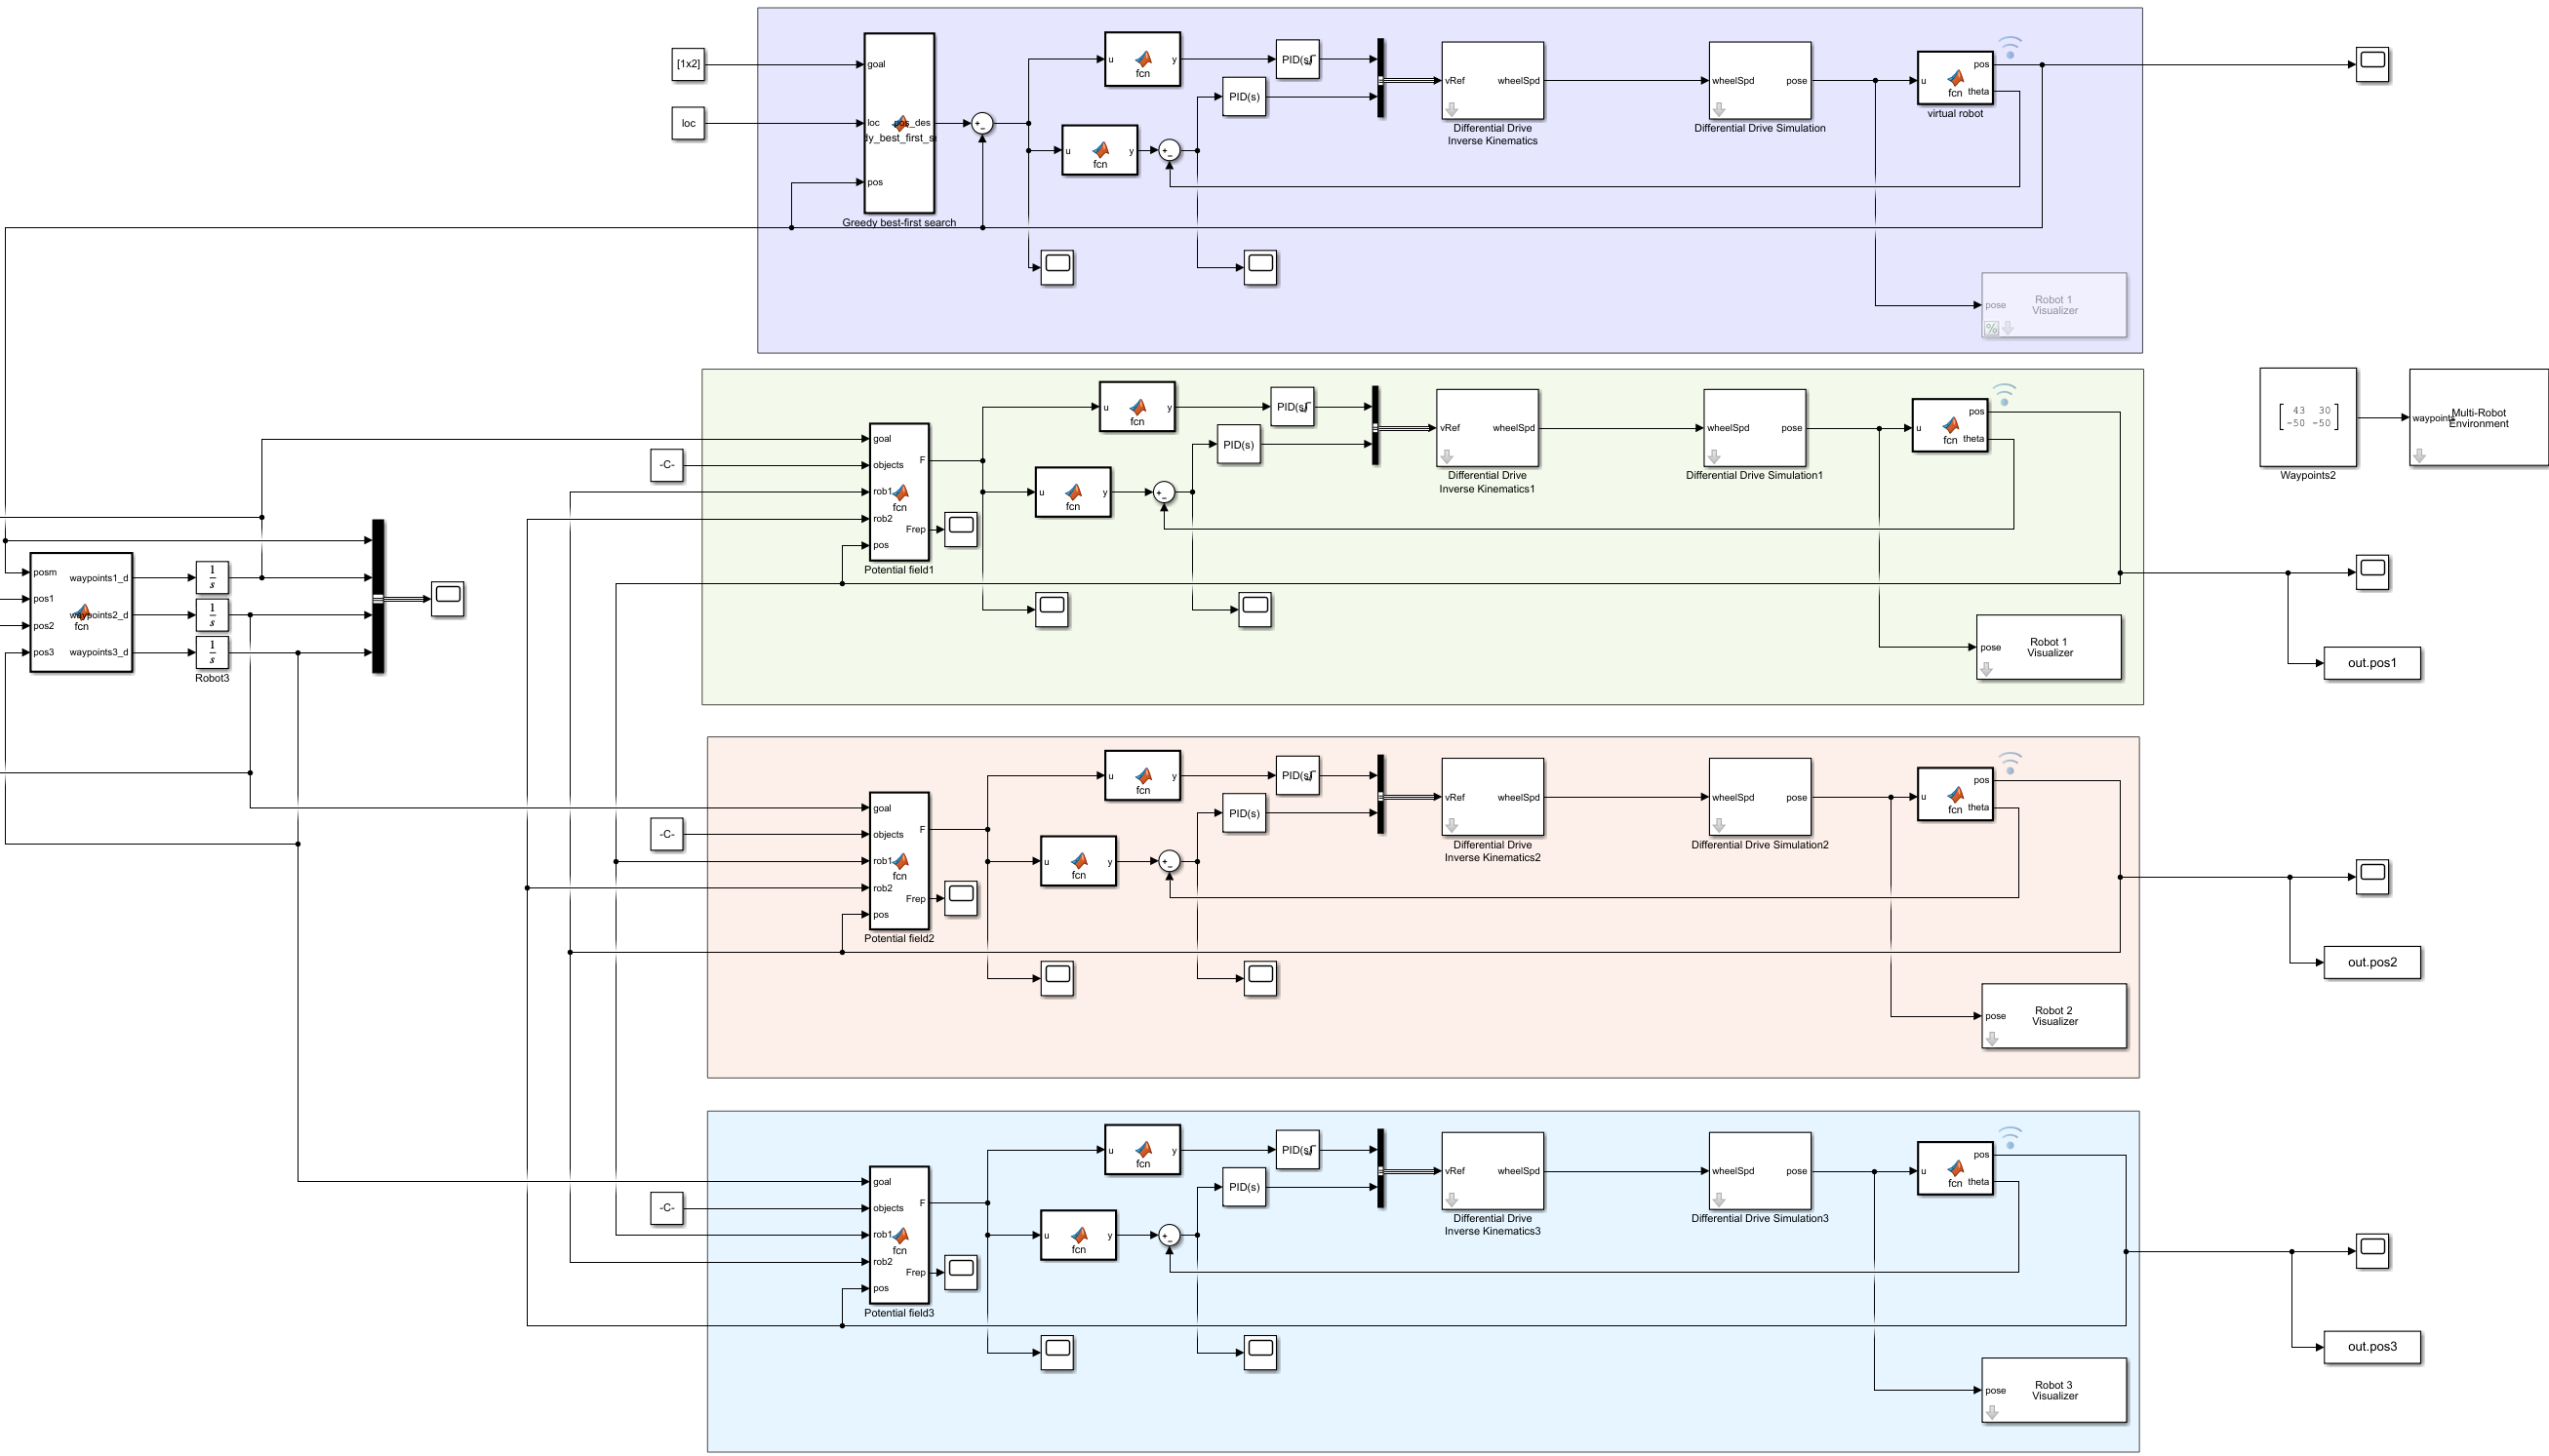 [1x2]
loc
goal
loc
pos_des
dy_best_first_s
pos
Greedy best-first search
u
y
fcn
u
y
fcn
PID(s)
PID(s)
vRef
wheelSpd
Differential Drive
Inverse Kinematics
wheelSpd
pose
Differential Drive Simulation
u
pos
theta
fcn
virtual robot
pose
Robot 1
Visualizer
%
posm
pos1
pos2
pos3
waypoints1_d
waypoints2_d
waypoints3_d
fcn
1
s
1
s
1
s
Robot3
-C-
goal
objects
rob1
rob2
pos
F
Frep
fcn
Potential field1
u
y
fcn
u
y
fcn
PID(s)
PID(s)
vRef
wheelSpd
Differential Drive
Inverse Kinematics1
wheelSpd
pose
Differential Drive Simulation1
u
pos
theta
fcn
pose
Robot 1
Visualizer
43 30
-50 -50
Waypoints2
waypoints
Multi-Robot
Environment
out.pos1
-C-
goal
objects
rob1
rob2
pos
F
Frep
fcn
Potential field2
u
y
fcn
u
y
fcn
PID(s)
PID(s)
vRef
wheelSpd
Differential Drive
Inverse Kinematics2
wheelSpd
pose
Differential Drive Simulation2
u
pos
theta
fcn
pose
Robot 2
Visualizer
out.pos2
-C-
goal
objects
rob1
rob2
pos
F
Frep
fcn
Potential field3
u
y
fcn
u
y
fcn
PID(s)
PID(s)
vRef
wheelSpd
Differential Drive
Inverse Kinematics3
wheelSpd
pose
Differential Drive Simulation3
u
pos
theta
fcn
pose
Robot 3
Visualizer
out.pos3